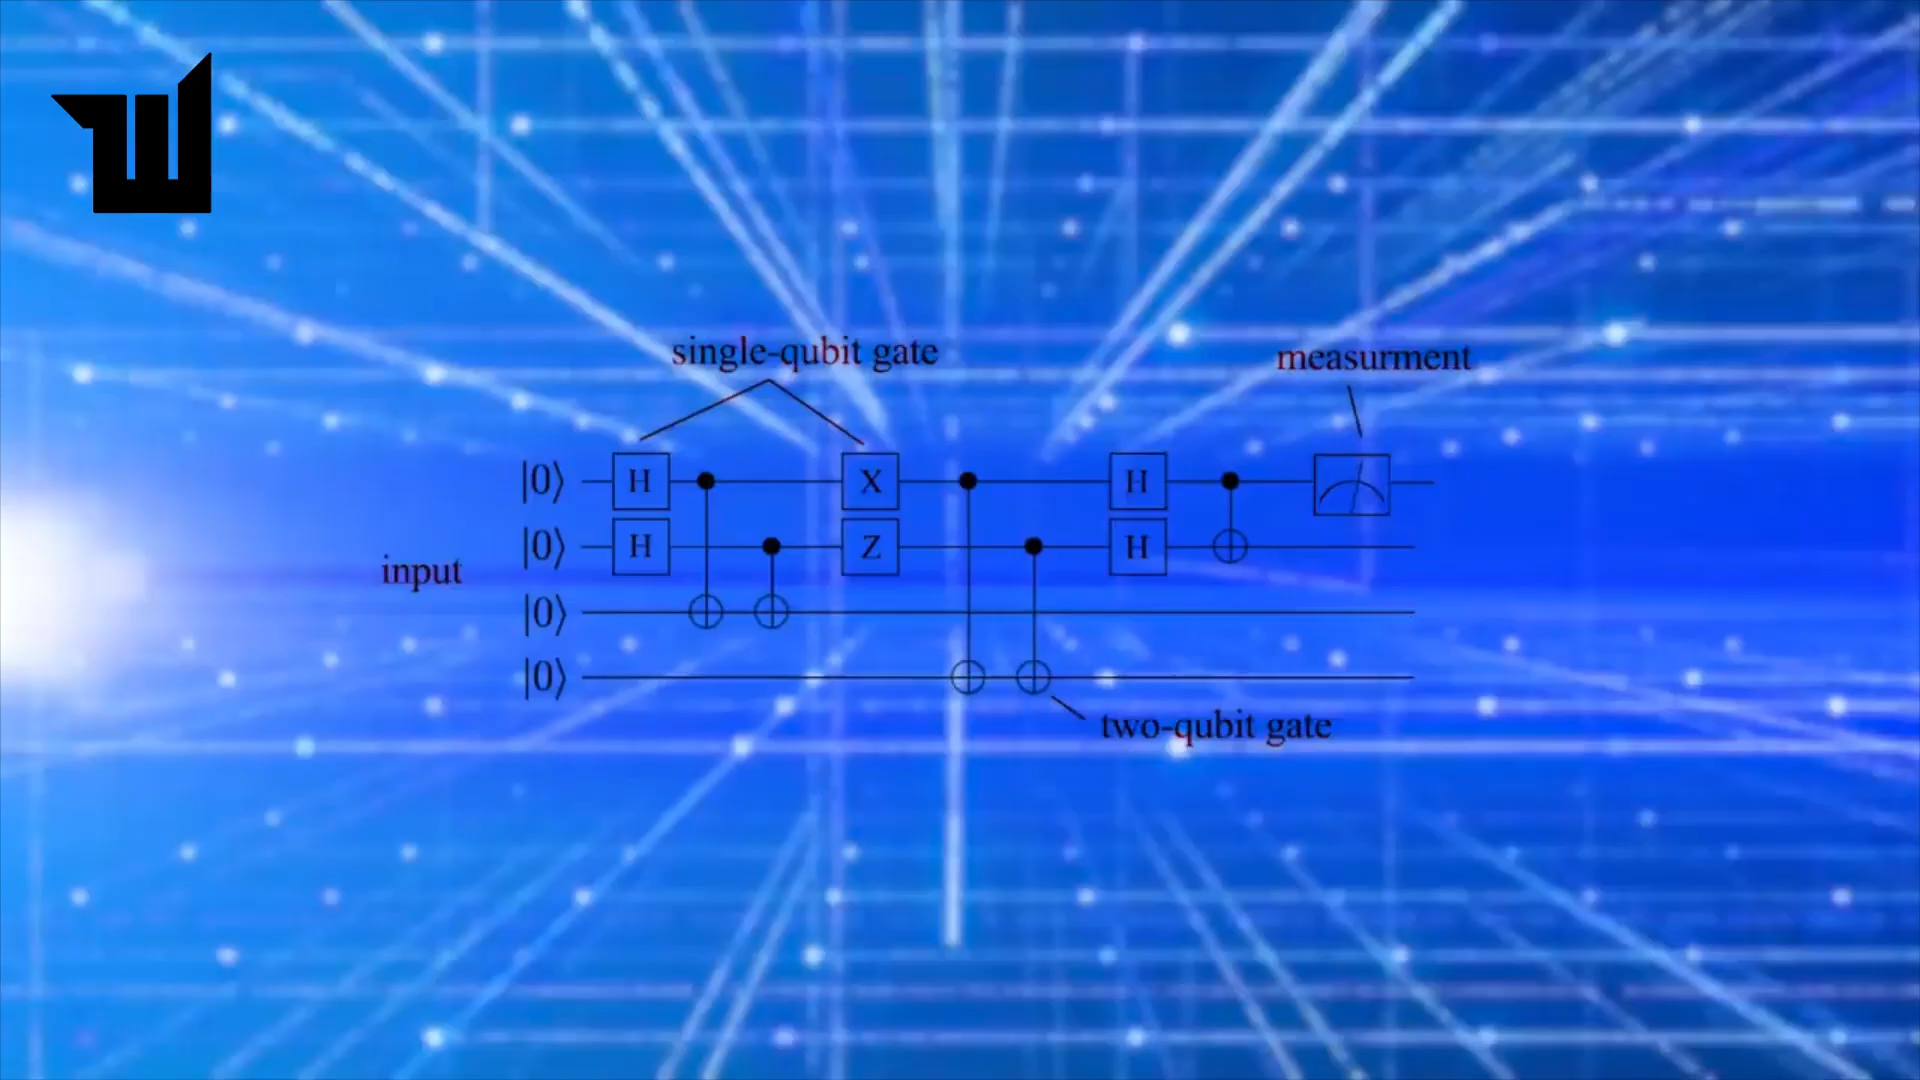 single-qubit gate
measurment
|0⟩ H X H
|0⟩ H Z H
input
|0⟩
|0⟩
two-qubit gate